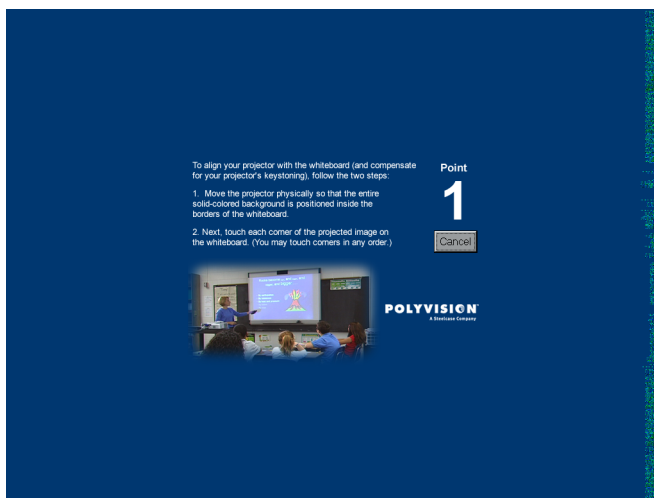 To align your projector with the whiteboard (and compensate
for your projector's keystoning), follow the two steps:
1. Move the projector physically so that the entire
solid-colored background is positioned inside the
borders of the whiteboard.
2. Next, touch each corner of the projected image on
the whiteboard. (You may touch corners in any order.)
Point
1
Cancel
POLYVISION
A Steelcase Company